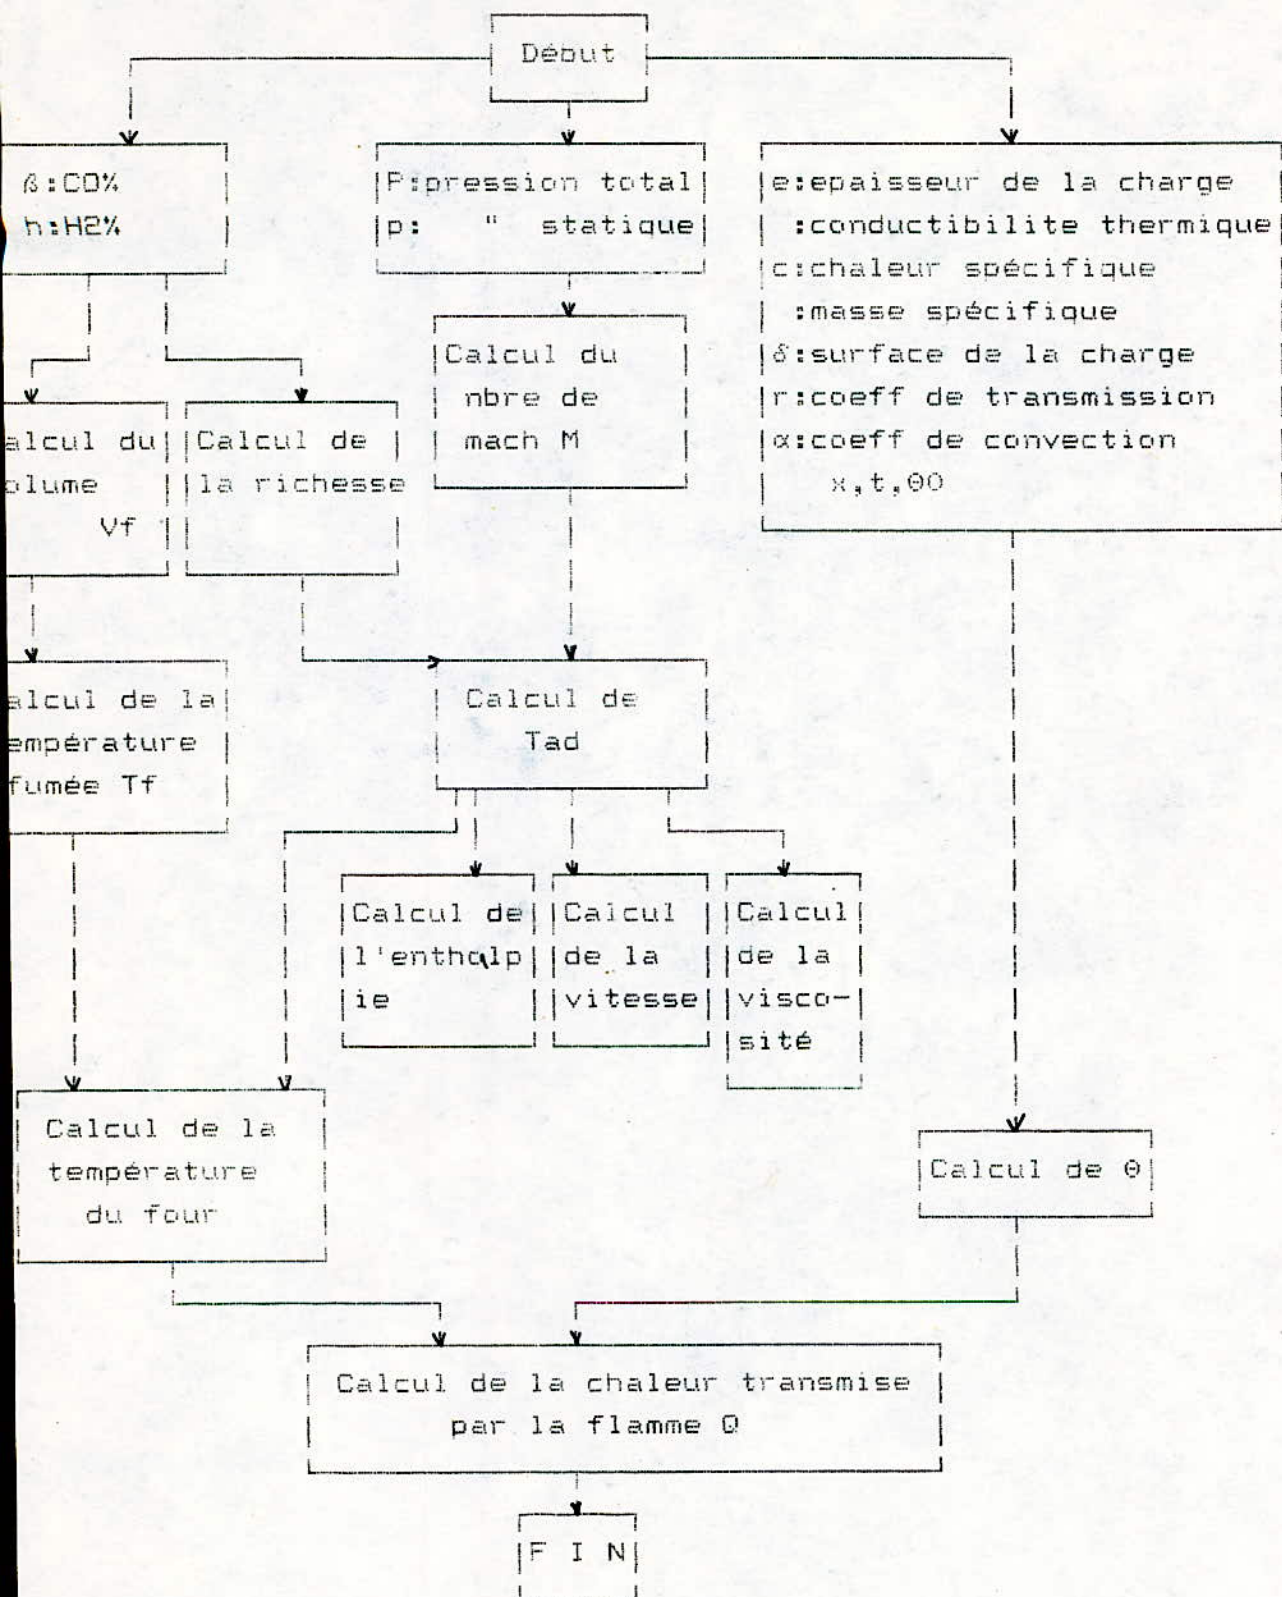 Début
ß:CO%
h:H2%
P:pression total
p: " statique
e:epaisseur de la charge
:conductibilite thermique
c:chaleur spécifique
:masse spécifique
δ:surface de la charge
r:coeff de transmission
α:coeff de convection
x,t,θ0
Calcul du
nbre de
mach M
alcul du
olume
Vf
Calcul de
la richesse
alcul de la
empérature
fumée Tf
Calcul de
Tad
Calcul de
l'enthalp
ie
Calcul
de la
vitesse
Calcul
de la
visco-
sité
Calcul de la
température
du four
Calcul de θ
Calcul de la chaleur transmise
par la flamme Q
F I N